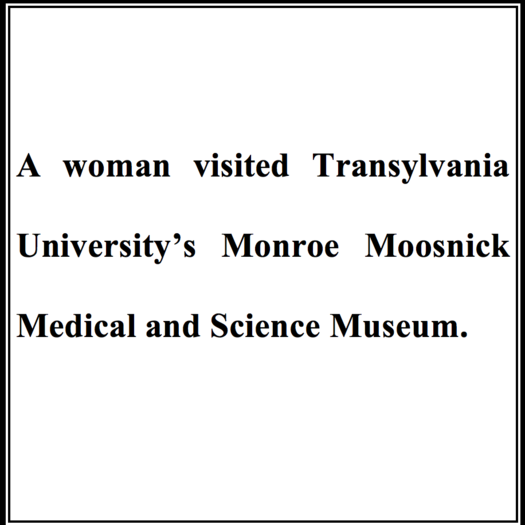 A woman visited Transylvania
University’s Monroe Moosnick
Medical and Science Museum.